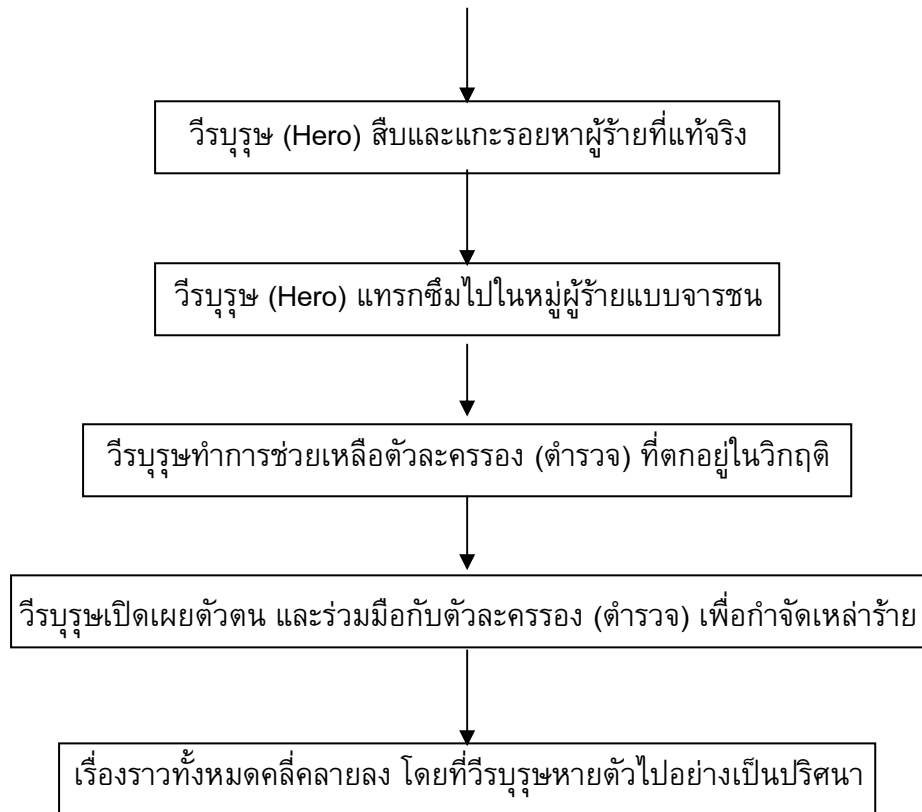 วีรบุรุษ (Hero) สืบและแกะรอยหาผู้ร้ายที่แท้จริง
วีรบุรุษ (Hero) แทรกซึมไปในหมู่ผู้ร้ายแบบจารชน
วีรบุรุษทำการช่วยเหลือตัวละครรอง (ตำรวจ) ที่ตกอยู่ในวิกฤติ
วีรบุรุษเปิดเผยตัวตน และร่วมมือกับตัวละครรอง (ตำรวจ) เพื่อกำจัดเหล่าร้าย
เรื่องราวทั้งหมดคลี่คลายลง โดยที่วีรบุรุษหายตัวไปอย่างเป็นปริศนา